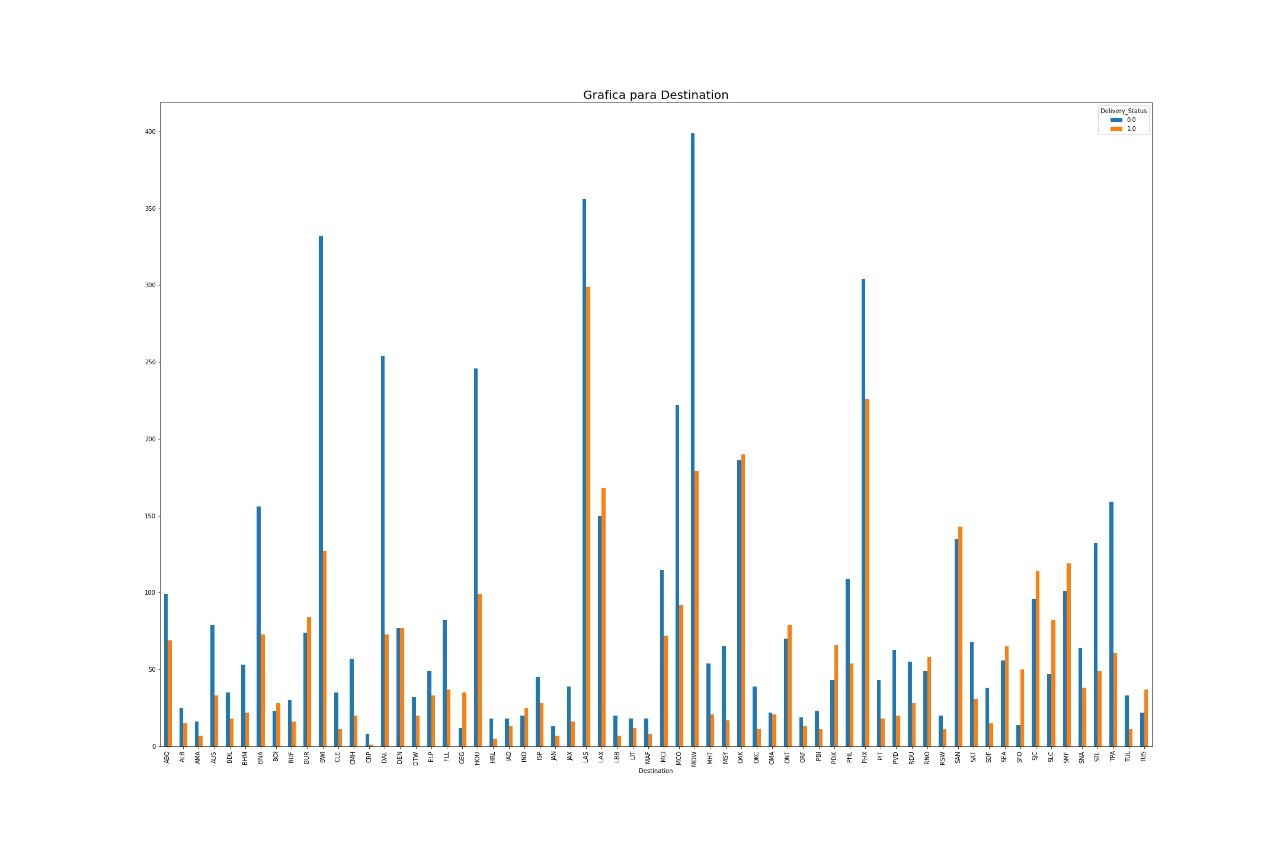 Grafica para Destination
Delivery_Status
0.0
1.0
400
350
300
250
200
150
100
50
0
ABQ ALB AMA AUS BDL BHM BNA BOI BUF BUR BWI CLE CMH CRP DAL DEN DTW ELP FLL GEG HOU HRL IAD IND ISP JAN JAX LAS LAX LBB LIT MAF MCI MCO MDW MHT MSY OAK OKC OMA ONT ORF PBI PDX PHL PHX PIT PVD RDU RNO RSW SAN SAT SDF SEA SFO SJC SLC SMF SNA STL TPA TUL TUS
Destination